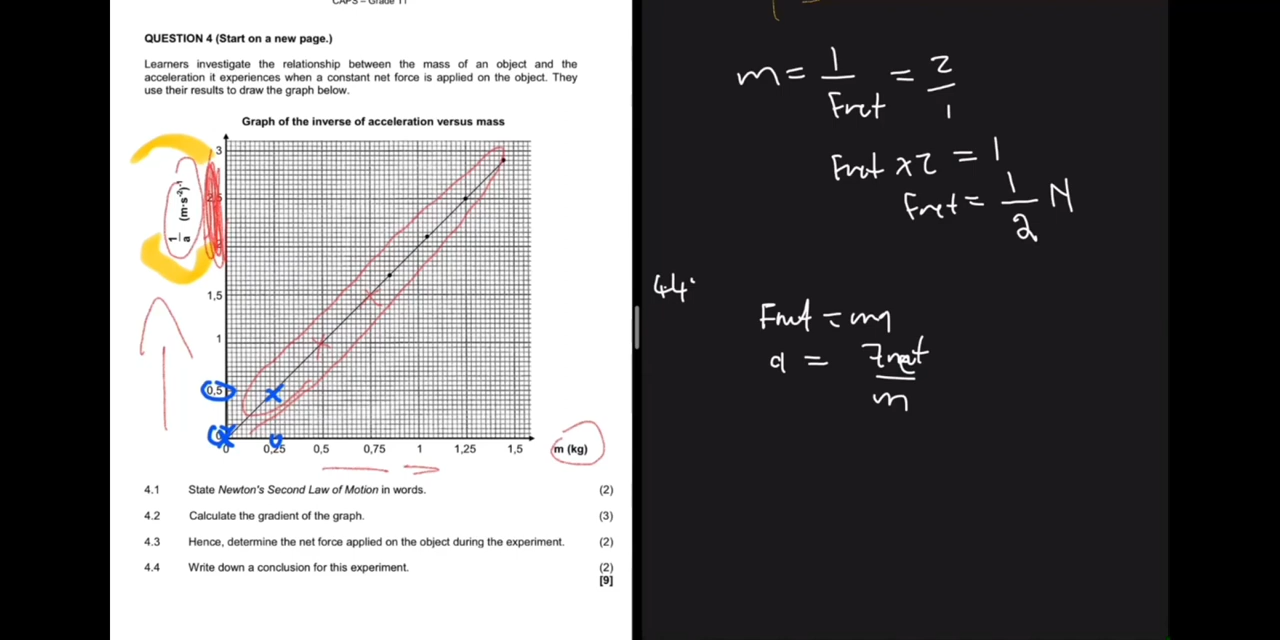 CAPS – Grade 11
QUESTION 4 (Start on a new page.)
Learners investigate the relationship between the mass of an object and the
acceleration it experiences when a constant net force is applied on the object. They
use their results to draw the graph below.
Graph of the inverse of acceleration versus mass
3
2,5
2
1,5
1
0,5
0
1/a (m·s⁻²)⁻¹
0 0,25 0,5 0,75 1 1,25 1,5 m (kg)
4.1 State Newton's Second Law of Motion in words. (2)
4.2 Calculate the gradient of the graph. (3)
4.3 Hence, determine the net force applied on the object during the experiment. (2)
4.4 Write down a conclusion for this experiment. (2)
[9]
m = 1/Fnet = 2/1
Fnet x 2 = 1
Fnet = 1/2 N
4.4
Fnet = ma
a = Fnet/m